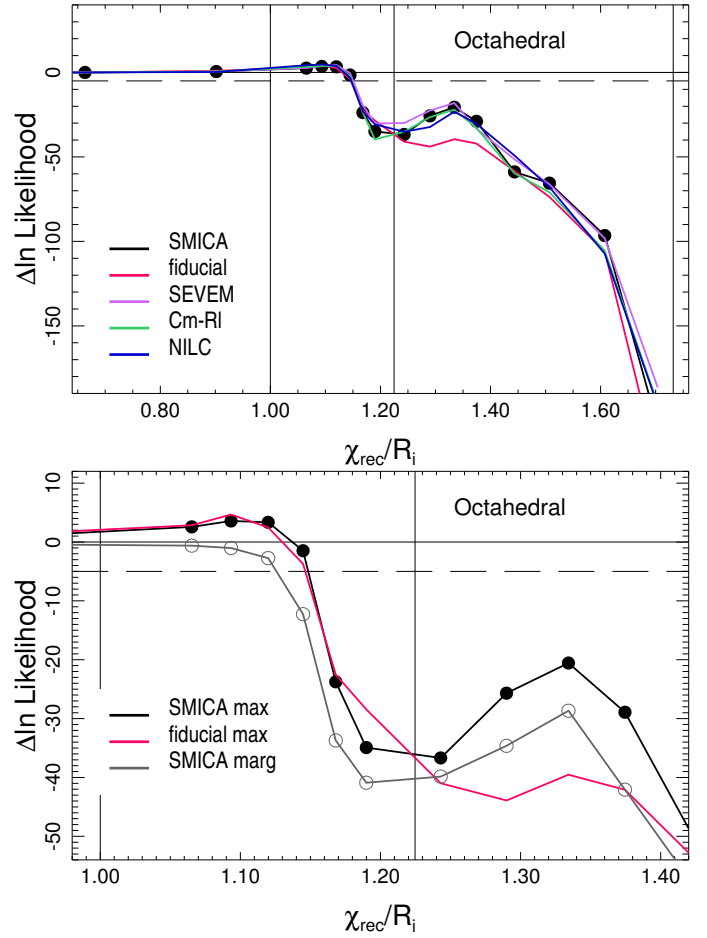 Octahedral
0
-50
-100
-150
Δln Likelihood
SMICA
fiducial
SEVEM
Cm-Rl
NILC
0.80 1.00 1.20 1.40 1.60
χrec/Ri
Octahedral
10
0
-10
-20
-30
-40
-50
Δln Likelihood
SMICA max
fiducial max
SMICA marg
1.00 1.10 1.20 1.30 1.40
χrec/Ri